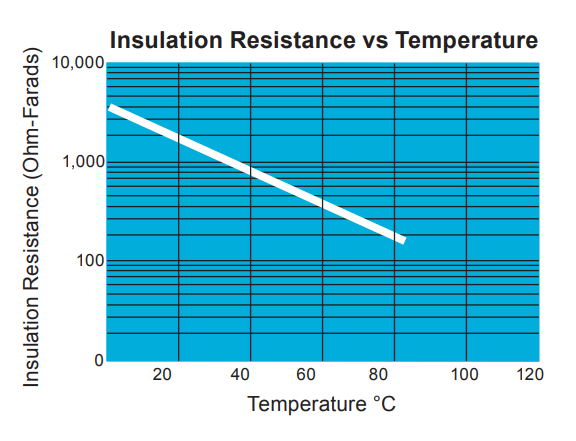 Insulation Resistance vs Temperature
Insulation Resistance (Ohm-Farads)
10,000
1,000
100
0
20 40 60 80 100 120
Temperature °C